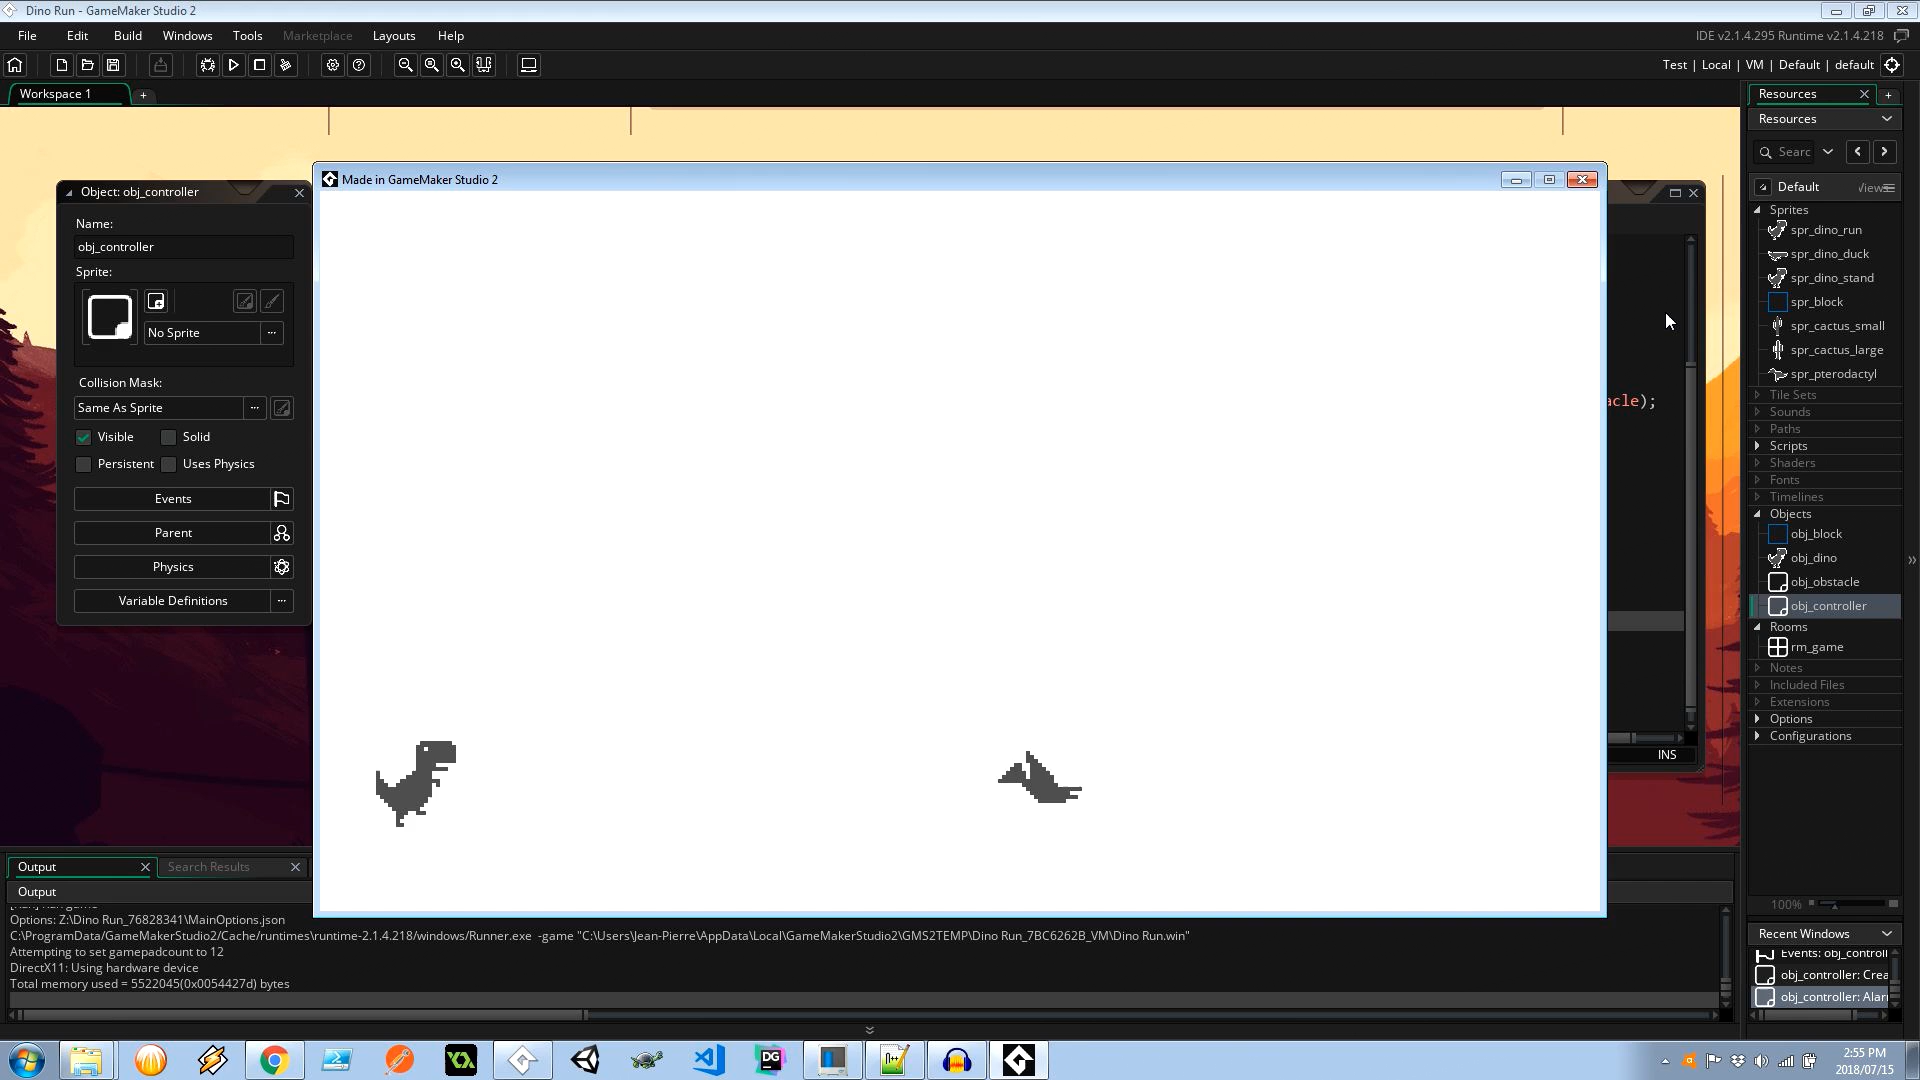 Dino Run - GameMaker Studio 2
File Edit Build Windows Tools Marketplace Layouts Help
IDE v2.1.4.295 Runtime v2.1.4.218
Test | Local | VM | Default | default
Workspace 1
Resources
Resources
Searc
Default
Views
Sprites
spr_dino_run
spr_dino_duck
spr_dino_stand
spr_block
spr_cactus_small
spr_cactus_large
spr_pterodactyl
Tile Sets
Sounds
Paths
Scripts
Shaders
Fonts
Timelines
Objects
obj_block
obj_dino
obj_obstacle
obj_controller
Rooms
rm_game
Notes
Included Files
Extensions
Options
Configurations
100%
Recent Windows
Events: obj_controll
obj_controller: Crea
obj_controller: Alar
Object: obj_controller
Name:
obj_controller
Sprite:
No Sprite
Collision Mask:
Same As Sprite
Visible Solid
Persistent Uses Physics
Events
Parent
Physics
Variable Definitions
Made in GameMaker Studio 2
acle);
INS
Output Search Results
Output
Options: Z:\Dino Run_76828341\MainOptions.json
C:\ProgramData/GameMakerStudio2/Cache/runtimes\runtime-2.1.4.218/windows/Runner.exe -game "C:\Users\Jean-Pierre\AppData\Local\GameMakerStudio2\GMS2TEMP\Dino Run_7BC6262B_VM\Dino Run.win"
Attempting to set gamepadcount to 12
DirectX11: Using hardware device
Total memory used = 5522045(0x0054427d) bytes
DG
2:55 PM
2018/07/15